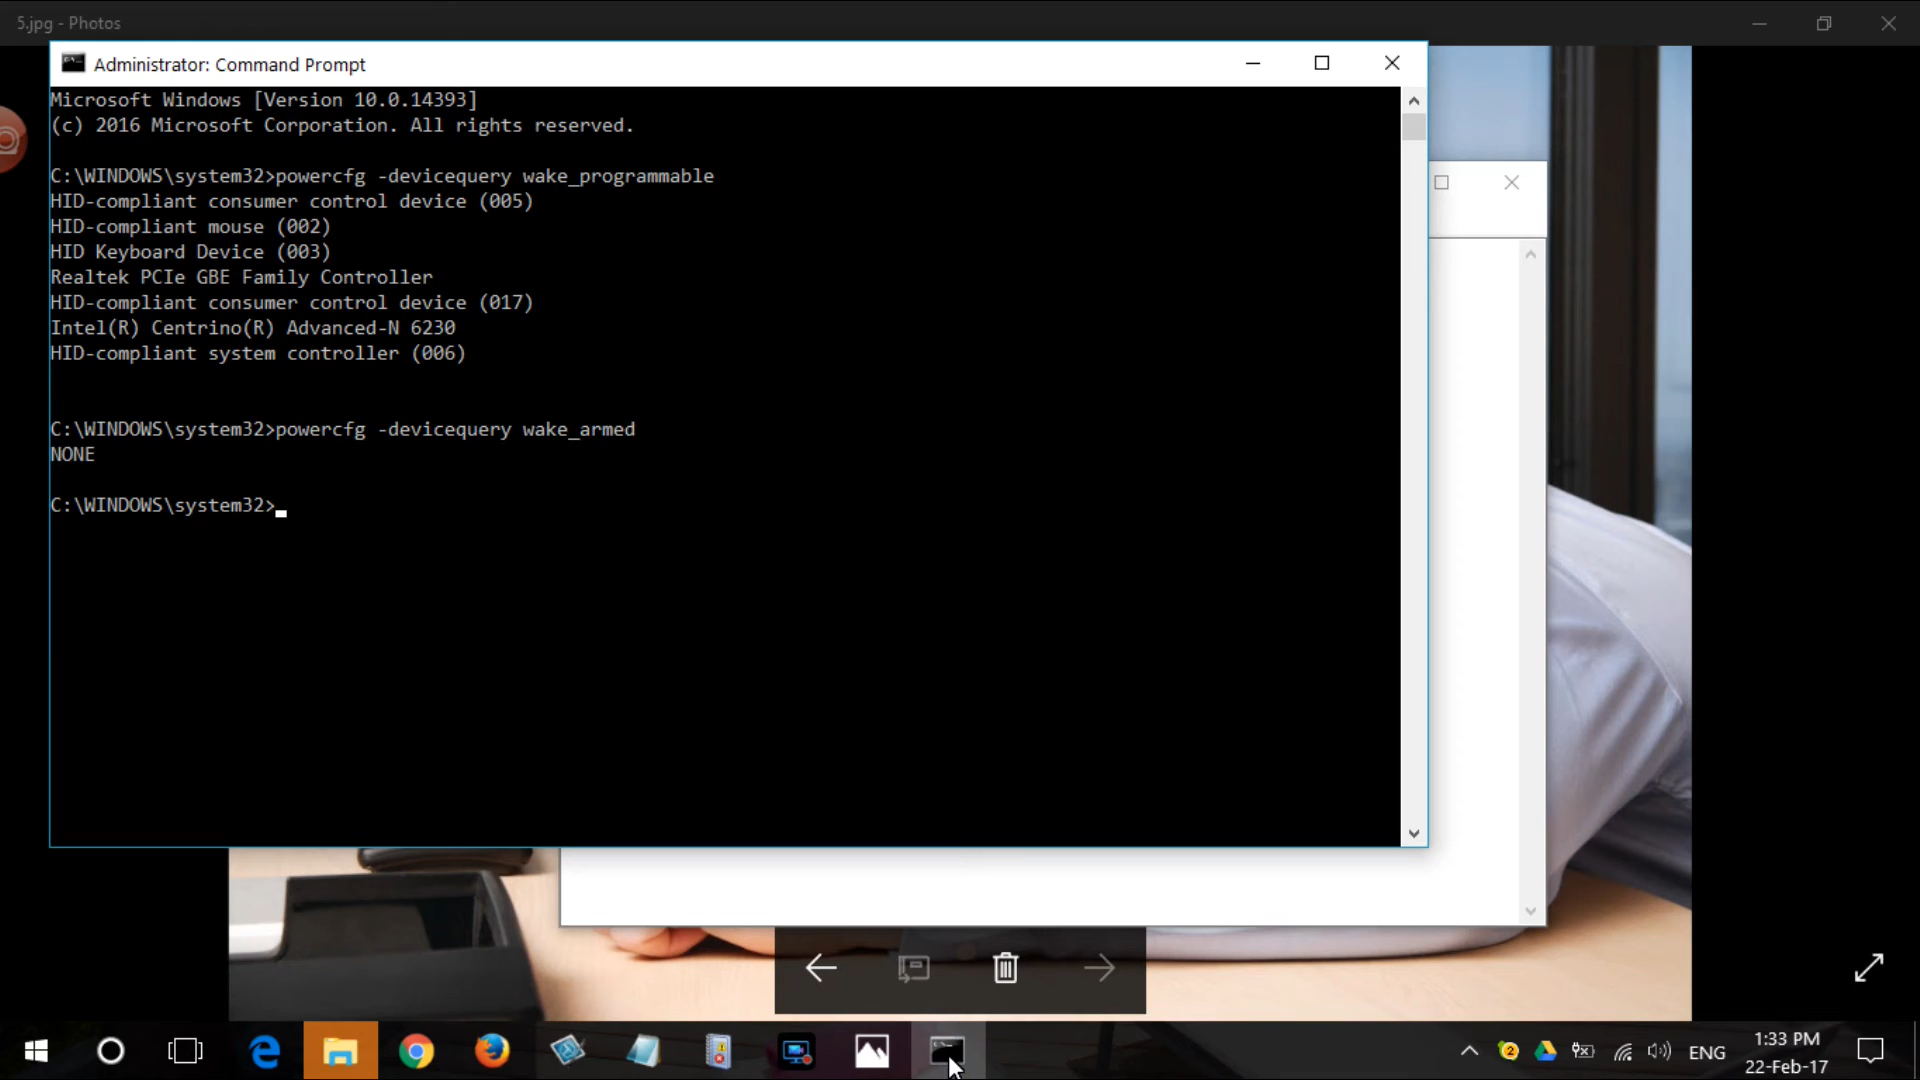 5.jpg - Photos
Administrator: Command Prompt
Microsoft Windows [Version 10.0.14393]
(c) 2016 Microsoft Corporation. All rights reserved.
C:\WINDOWS\system32>powercfg -devicequery wake_programmable
HID-compliant consumer control device (005)
HID-compliant mouse (002)
HID Keyboard Device (003)
Realtek PCIe GBE Family Controller
HID-compliant consumer control device (017)
Intel(R) Centrino(R) Advanced-N 6230
HID-compliant system controller (006)
C:\WINDOWS\system32>powercfg -devicequery wake_armed
NONE
C:\WINDOWS\system32>
2
ENG
1:33 PM
22-Feb-17